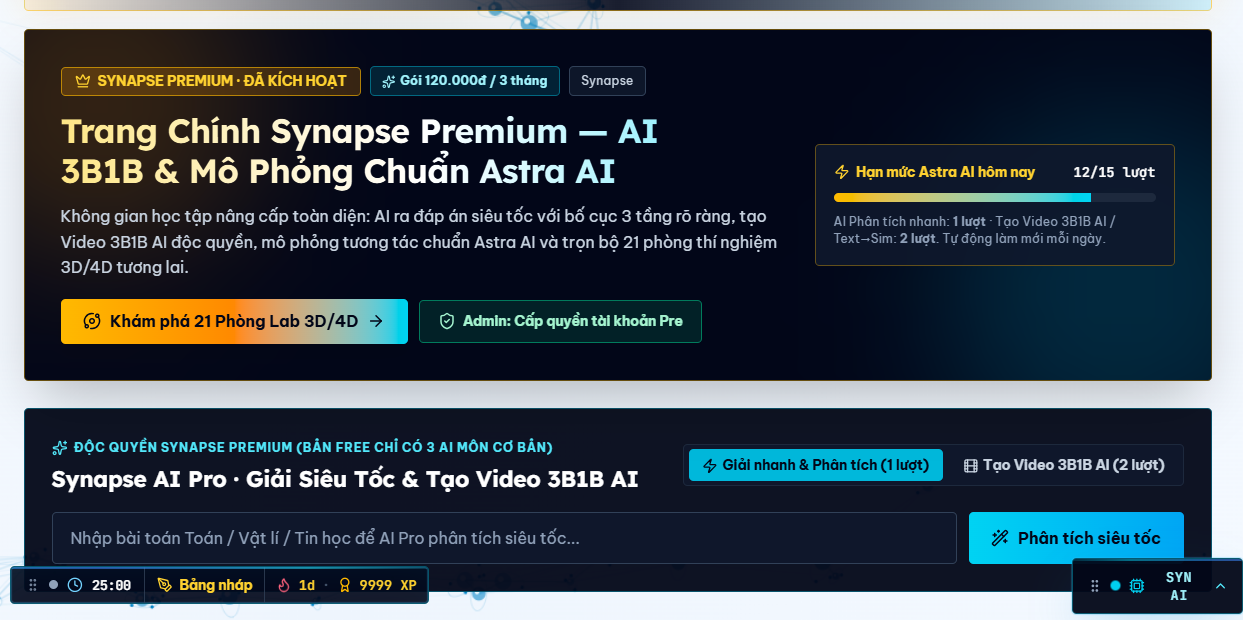 SYNAPSE PREMIUM · ĐÃ KÍCH HOẠT
Gói 120.000đ / 3 tháng
Synapse
Trang Chính Synapse Premium — AI
3B1B & Mô Phỏng Chuẩn Astra AI
Không gian học tập nâng cấp toàn diện: AI ra đáp án siêu tốc với bố cục 3 tầng rõ ràng, tạo
Video 3B1B AI độc quyền, mô phỏng tương tác chuẩn Astra AI và trọn bộ 21 phòng thí nghiệm
3D/4D tương lai.
Khám phá 21 Phòng Lab 3D/4D →
Admin: Cấp quyền tài khoản Pre
Hạn mức Astra AI hôm nay
12/15 lượt
AI Phân tích nhanh: 1 lượt · Tạo Video 3B1B AI /
Text→Sim: 2 lượt. Tự động làm mới mỗi ngày.
ĐỘC QUYỀN SYNAPSE PREMIUM (BẢN FREE CHỈ CÓ 3 AI MÔN CƠ BẢN)
Synapse AI Pro · Giải Siêu Tốc & Tạo Video 3B1B AI
Giải nhanh & Phân tích (1 lượt)
Tạo Video 3B1B AI (2 lượt)
Nhập bài toán Toán / Vật lí / Tin học để AI Pro phân tích siêu tốc...
Phân tích siêu tốc
25:00
Bảng nháp
1d · 9999 XP
SYN
AI